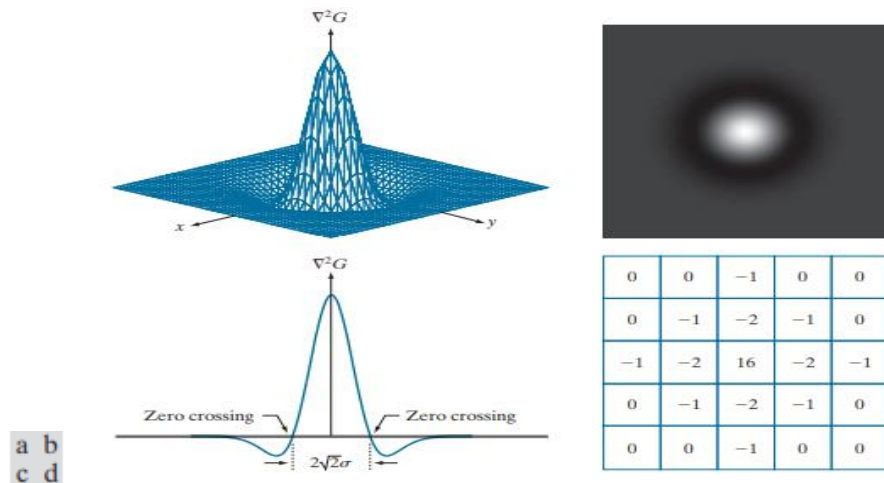 ∇²G
x
y
∇²G
Zero crossing
Zero crossing
2√2σ
0 0 −1 0 0
0 −1 −2 −1 0
−1 −2 16 −2 −1
0 −1 −2 −1 0
0 0 −1 0 0
a b
c d